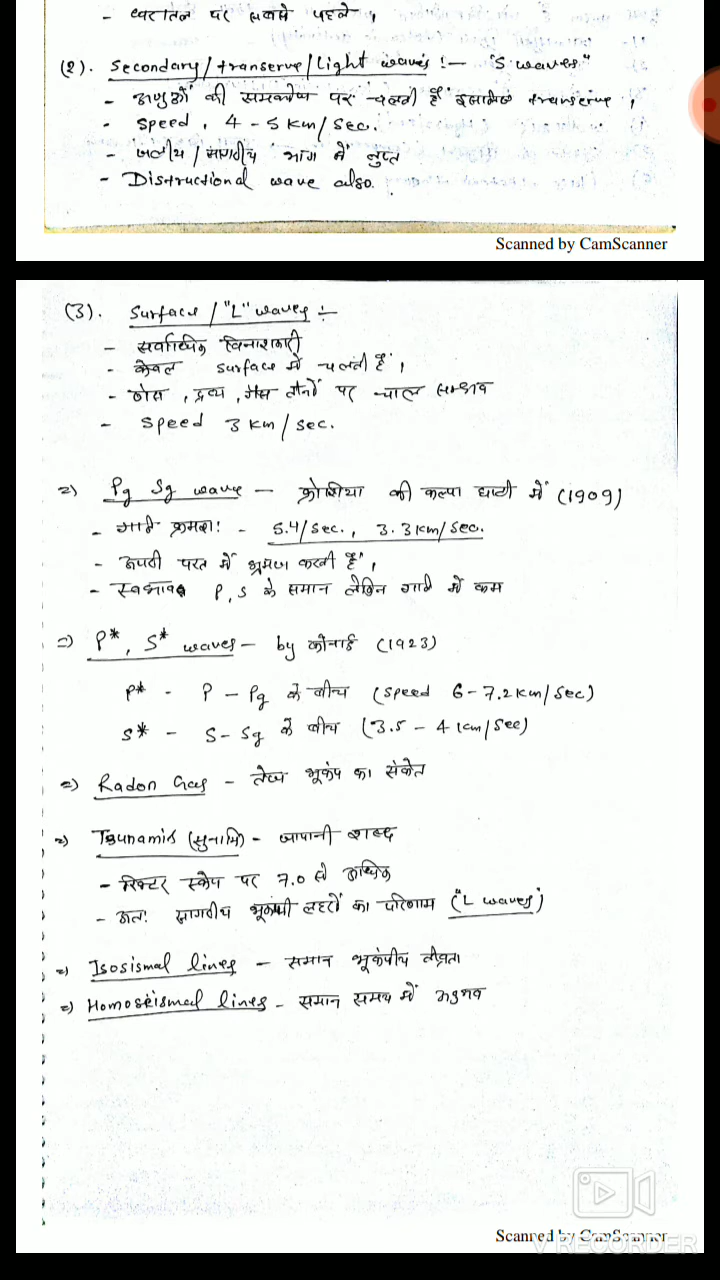 - धरातल पर सबसे पहले,
(2). Secondary/transerve/Light waves :- "S waves"
- अणुओं की समकोण पर चलती हैं इसलिए transerve,
- Speed, 4 - 5 Km/Sec.
- जलीय/सागरीय भाग में लुप्त
- Distructional wave also.
Scanned by CamScanner
(3). Surface/"L" waves :-
- सर्वाधिक विनाशकारी
- केवल surface में चलती हैं,
- ठोस, द्रव्य, गैस तीनों पर चाल सम्भव
- Speed 3 km/sec.
=) Pg Sg wave - क्रोशिया की कल्पा घाटी में (1909)
- गति क्रमश: - 5.4/sec., 3.3 km/sec.
- ऊपरी परत में भ्रमण करती हैं,
- स्वभाव P, S के समान लेकिन गति में कम
=) P*, S* waves - by कोनार्ड (1923)
P* - P - Pg के बीच (speed 6 - 7.2 km/sec)
S* - S - Sg के बीच (3.5 - 4 km/sec)
=) Radon Gas - तेज भूकंप का संकेत
=) Tsunamis (सुनामि) - जापानी शब्द
- रिक्टर स्केप पर 7.0 से अधिक
- अत: सागरीय भूकम्पी लहरों का परिणाम ("L waves")
=) Isosismal lines - समान भूकंपीय तीव्रता
=) Homoseismal lines - समान समय में अनुभव
Scanned by CamScanner
V RECORDER